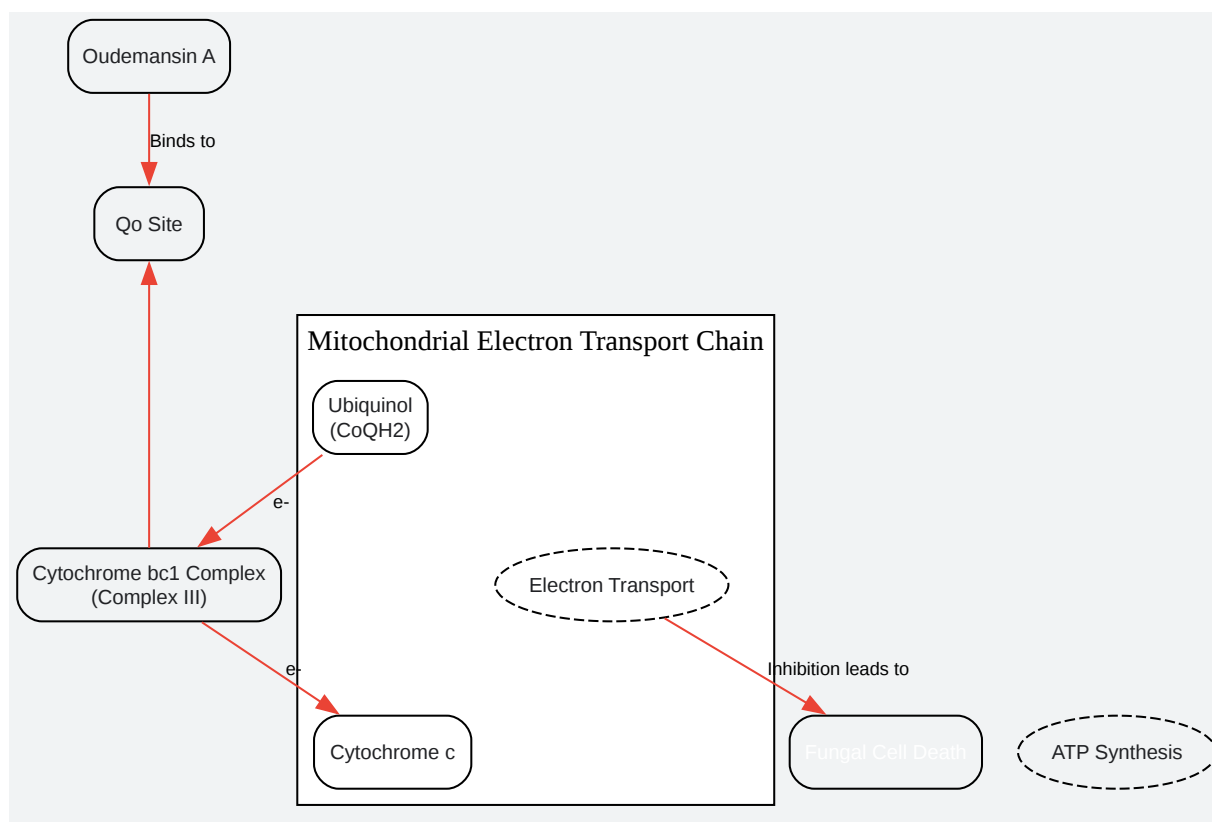 Oudemansin A
Binds to
Qo Site
Mitochondrial Electron Transport Chain
Ubiquinol
(CoQH2)
e-
Cytochrome bc1 Complex
(Complex III)
Electron Transport
e-
Inhibition leads to
Cytochrome c
Fungal Cell Death
ATP Synthesis